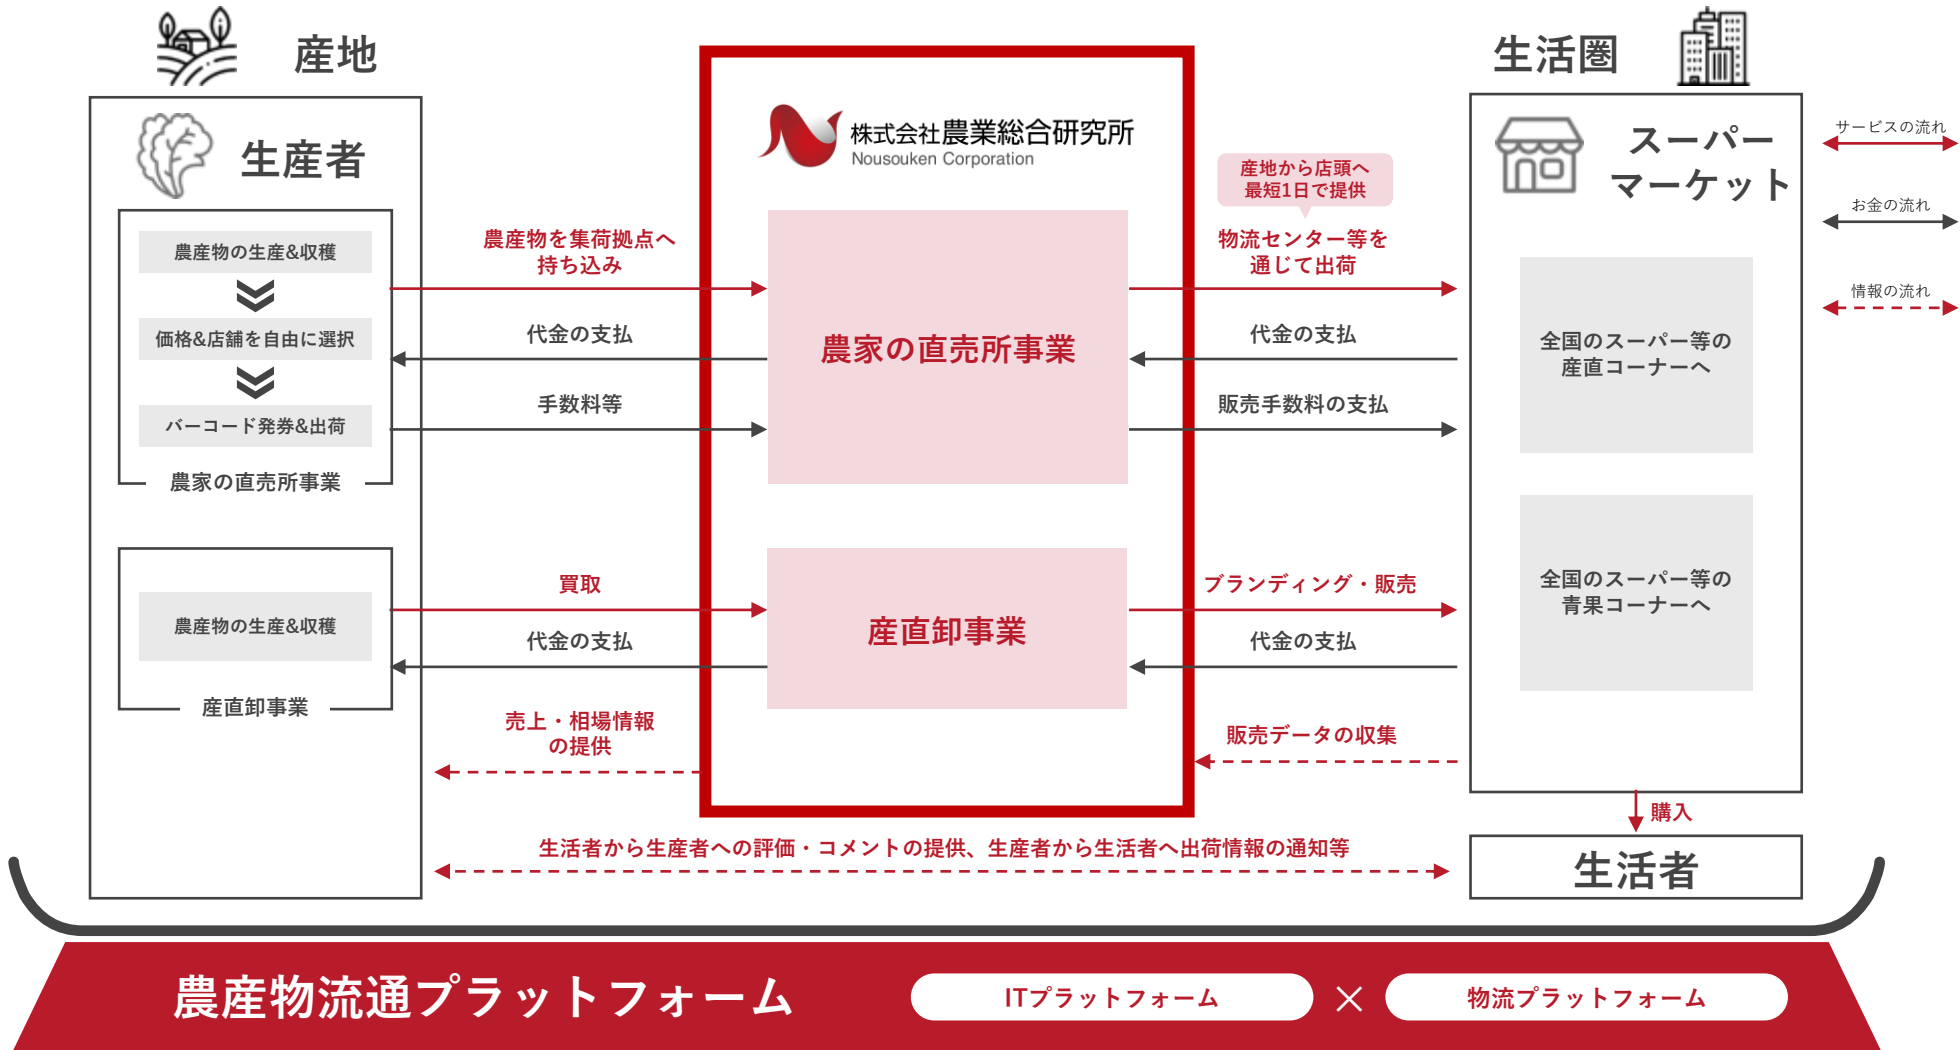 産地
生産者
農産物の生産&収穫
価格&店舗を自由に選択
バーコード発券&出荷
農家の直売所事業
農産物の生産&収穫
産直卸事業
農産物を集荷拠点へ
持ち込み
代金の支払
手数料等
買取
代金の支払
売上・相場情報
の提供
株式会社農業総合研究所
Nousouken Corporation
農家の直売所事業
産直卸事業
産地から店頭へ
最短1日で提供
物流センター等を
通じて出荷
代金の支払
販売手数料の支払
ブランディング・販売
代金の支払
販売データの収集
生活圏
スーパー
マーケット
全国のスーパー等の
産直コーナーへ
全国のスーパー等の
青果コーナーへ
購入
生活者
生活者から生産者への評価・コメントの提供、生産者から生活者へ出荷情報の通知等
サービスの流れ
お金の流れ
情報の流れ
農産物流通プラットフォーム
ITプラットフォーム
×
物流プラットフォーム